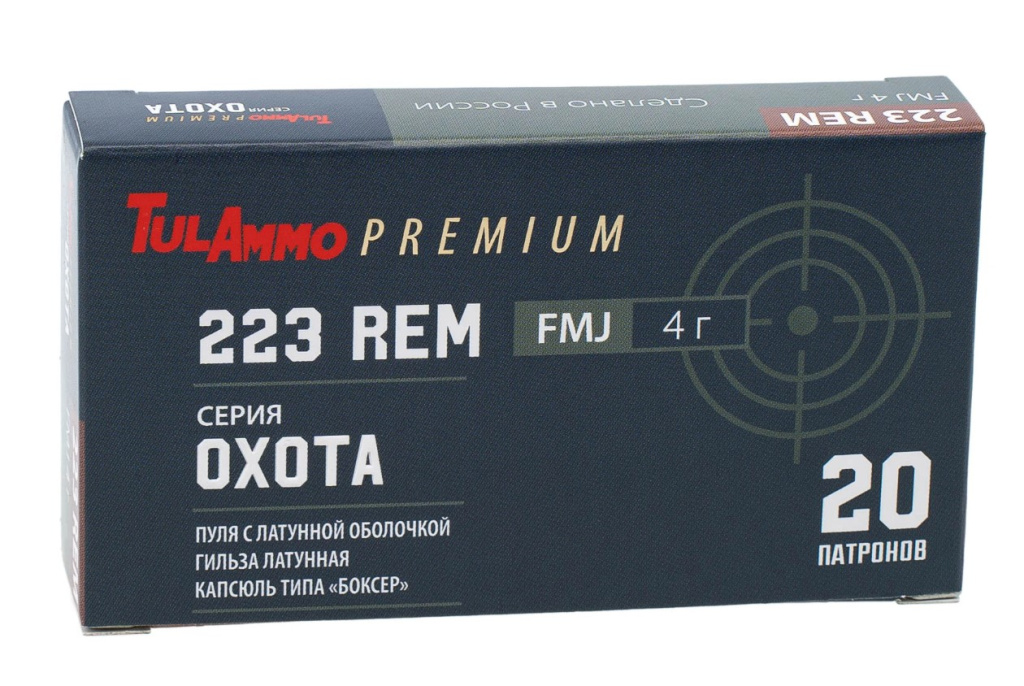 TULAMMO PREMIUM
СЕРИЯ ОХОТА
Сделано в России
FMJ 4 г
223 REM
TULAMMO PREMIUM
223 REM FMJ 4 г
СЕРИЯ
ОХОТА
ПУЛЯ С ЛАТУННОЙ ОБОЛОЧКОЙ
ГИЛЬЗА ЛАТУННАЯ
КАПСЮЛЬ ТИПА «БОКСЕР»
20
ПАТРОНОВ